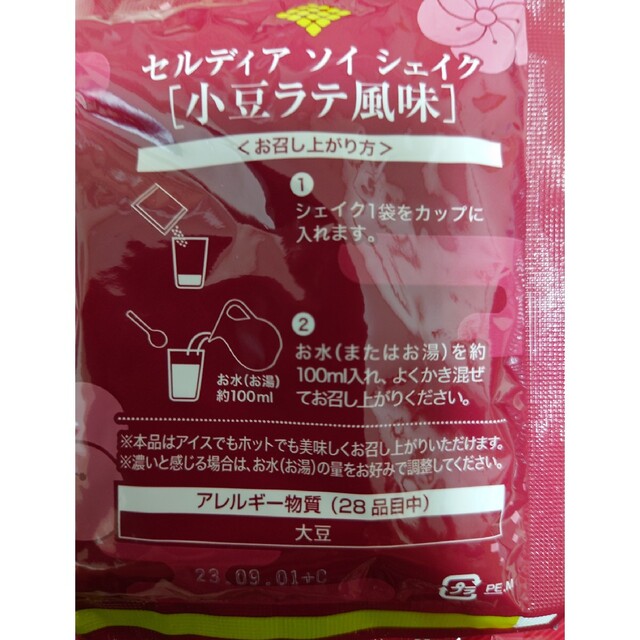 セルディア ソイ シェイク
［小豆ラテ風味］
＜お召し上がり方＞
1
シェイク1袋をカップに
入れます。
2
お水（またはお湯）を約
100ml入れ、よくかき混ぜ
てお召し上がりください。
お水（お湯）
約100ml
※本品はアイスでもホットでも美味しくお召し上がりいただけます。
※濃いと感じる場合は、お水（お湯）の量をお好みで調整してください。
アレルギー物質（28品目中）
大豆
23.09.01+C
プラ
PE,M